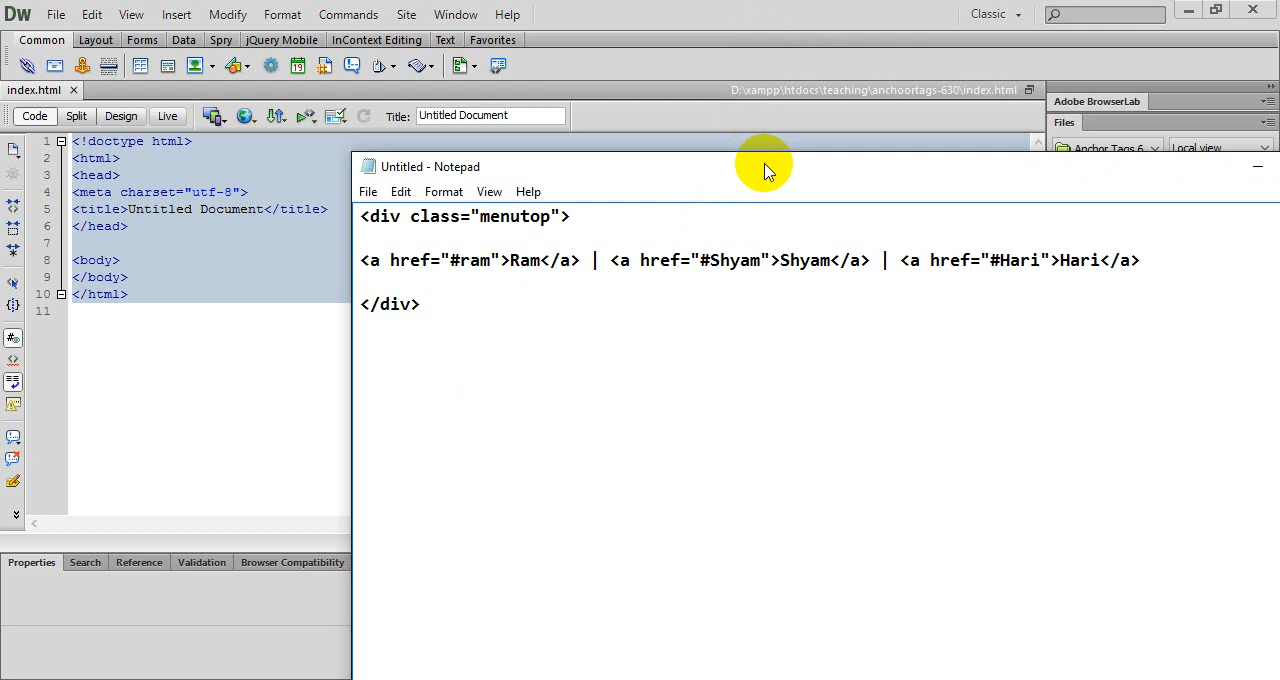 Dw File Edit View Insert Modify Format Commands Site Window Help Classic
Common Layout Forms Data Spry jQuery Mobile InContext Editing Text Favorites
index.html D:\xampp\htdocs\teaching\anchoortags-630\index.html Adobe BrowserLab
Code Split Design Live Title: Untitled Document Files
Anchor Tags 6 Local view
1 <!doctype html>
2 <html>
3 <head>
4 <meta charset="utf-8">
5 <title>Untitled Document</title>
6 </head>
7
8 <body>
9 </body>
10 </html>
11
Untitled - Notepad
File Edit Format View Help
<div class="menutop">
<a href="#ram">Ram</a> | <a href="#Shyam">Shyam</a> | <a href="#Hari">Hari</a>
</div>
Properties Search Reference Validation Browser Compatibility